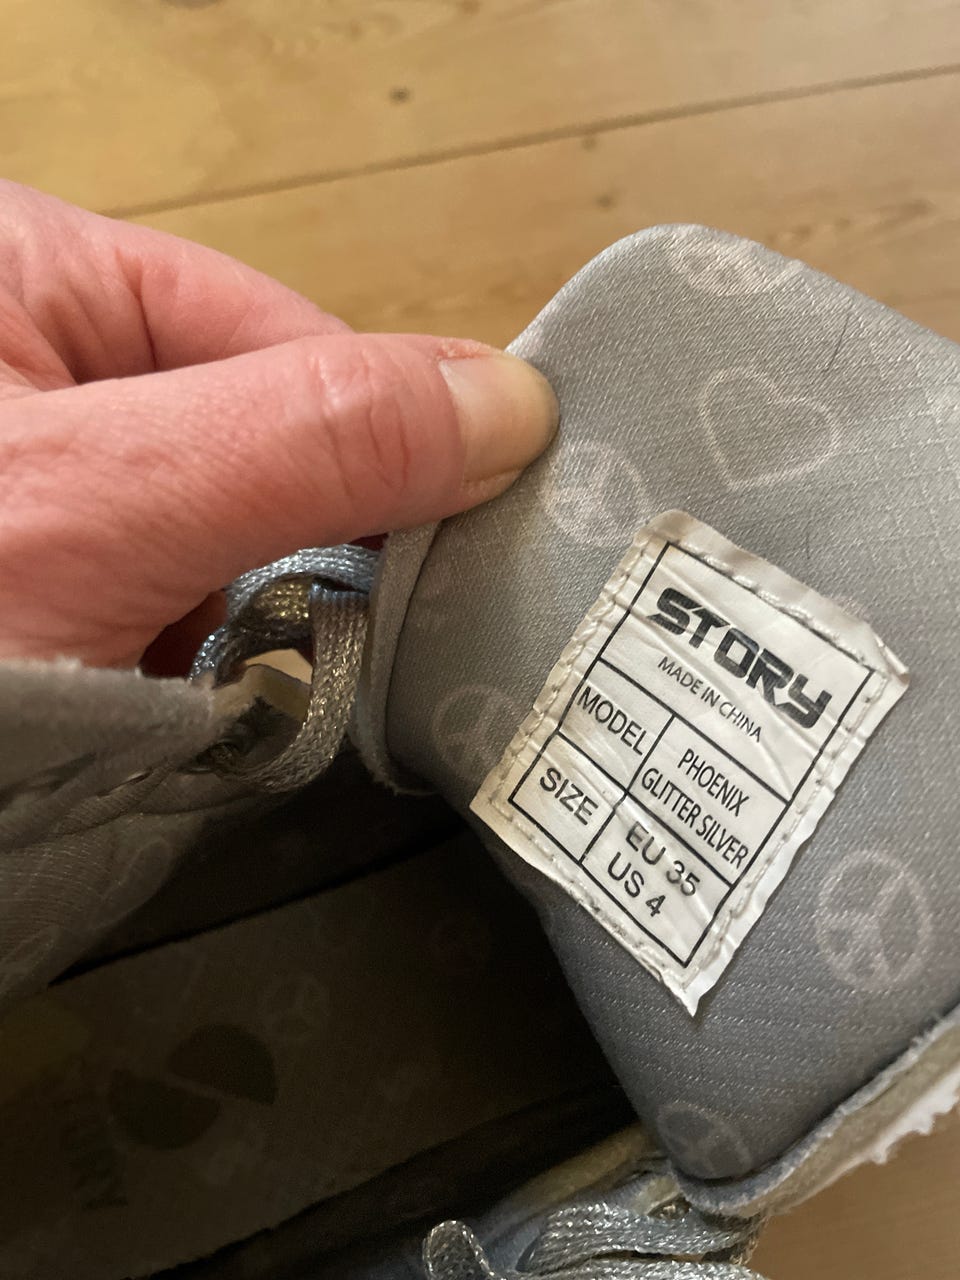 STORY
MADE IN CHINA
MODEL
PHOENIX
GLITTER SILVER
SIZE
EU 35
US 4